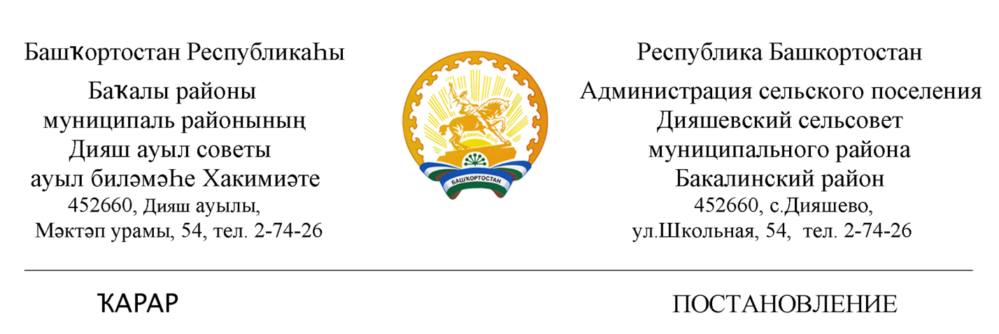 Башҡортостан Республикаһы
Баҡалы районы
муниципаль районының
Дияш ауыл советы
ауыл биләмәһе Хакимиәте
452660, Дияш ауылы,
Мәктәп урамы, 54, тел. 2-74-26
БАШҠОРТОСТАН
Республика Башкортостан
Администрация сельского поселения
Дияшевский сельсовет
муниципального района
Бакалинский район
452660, с.Дияшево,
ул.Школьная, 54, тел. 2-74-26
ҠАРАР
ПОСТАНОВЛЕНИЕ